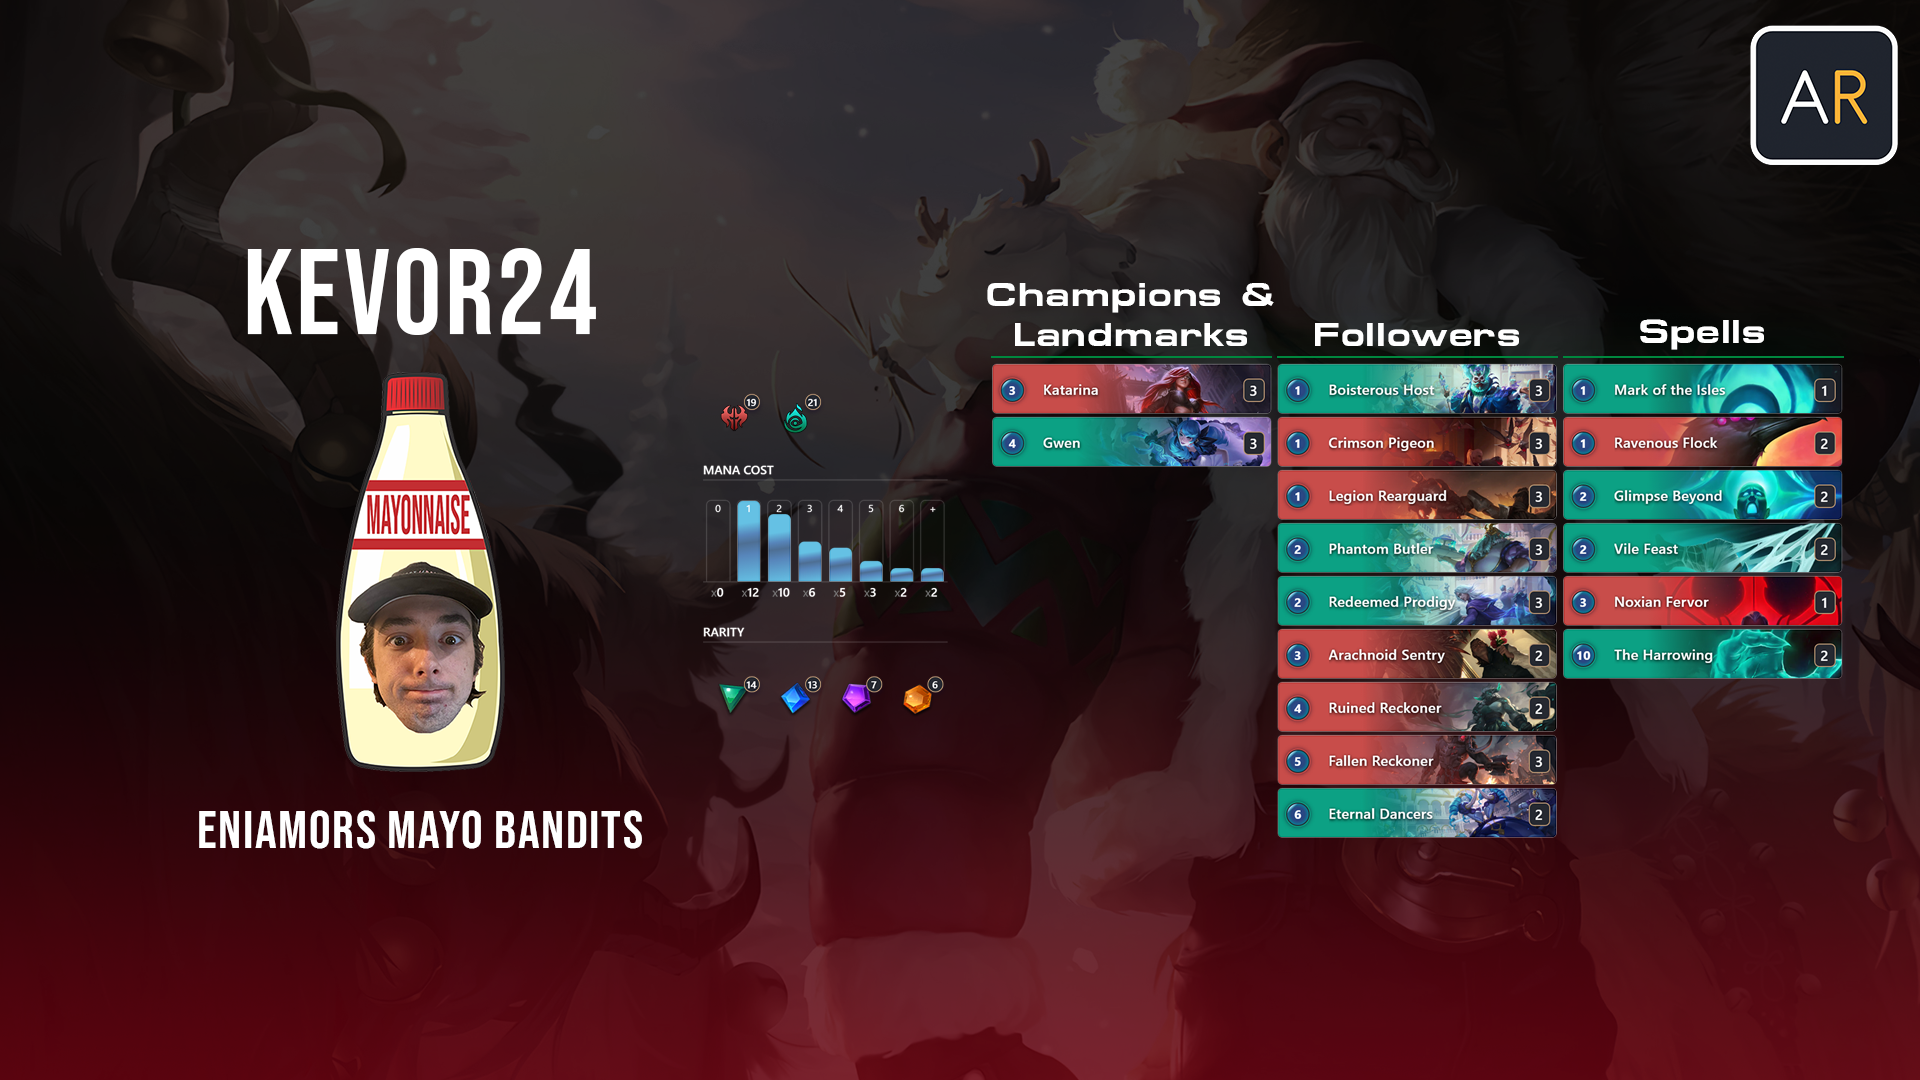 AR
KEVOR24
MAYONNAISE
ENIAMORS MAYO BANDITS
19 21
MANA COST
0 1 2 3 4 5 6 +
x0 x12 x10 x6 x5 x3 x2 x2
RARITY
14 13 7 6
Champions &
Landmarks
3 Katarina 3
4 Gwen 3
Followers
1 Boisterous Host 3
1 Crimson Pigeon 3
1 Legion Rearguard 3
2 Phantom Butler 3
2 Redeemed Prodigy 3
3 Arachnoid Sentry 2
4 Ruined Reckoner 2
5 Fallen Reckoner 3
6 Eternal Dancers 2
Spells
1 Mark of the Isles 1
1 Ravenous Flock 2
2 Glimpse Beyond 2
2 Vile Feast 2
3 Noxian Fervor 1
10 The Harrowing 2